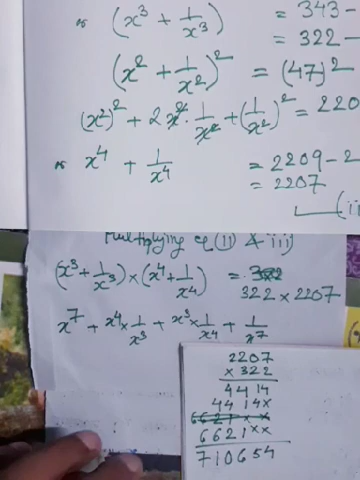 ∴ (x³ + 1/x³) = 343 -
= 322 -
(x² + 1/x²)² = (47)²
(x²)² + 2x² · 1/x² + (1/x²)² = 220
∴ x⁴ + 1/x⁴ = 2209 - 2
= 2207
(ii
Multiplying eq (ii) & iii)
(x³ + 1/x³) × (x⁴ + 1/x⁴) =
322 × 2207
x⁷ + x⁴ × 1/x³ + x³ × 1/x⁴ + 1/x⁷
2207
× 322
4414
4414×
6621××
6621××
710654